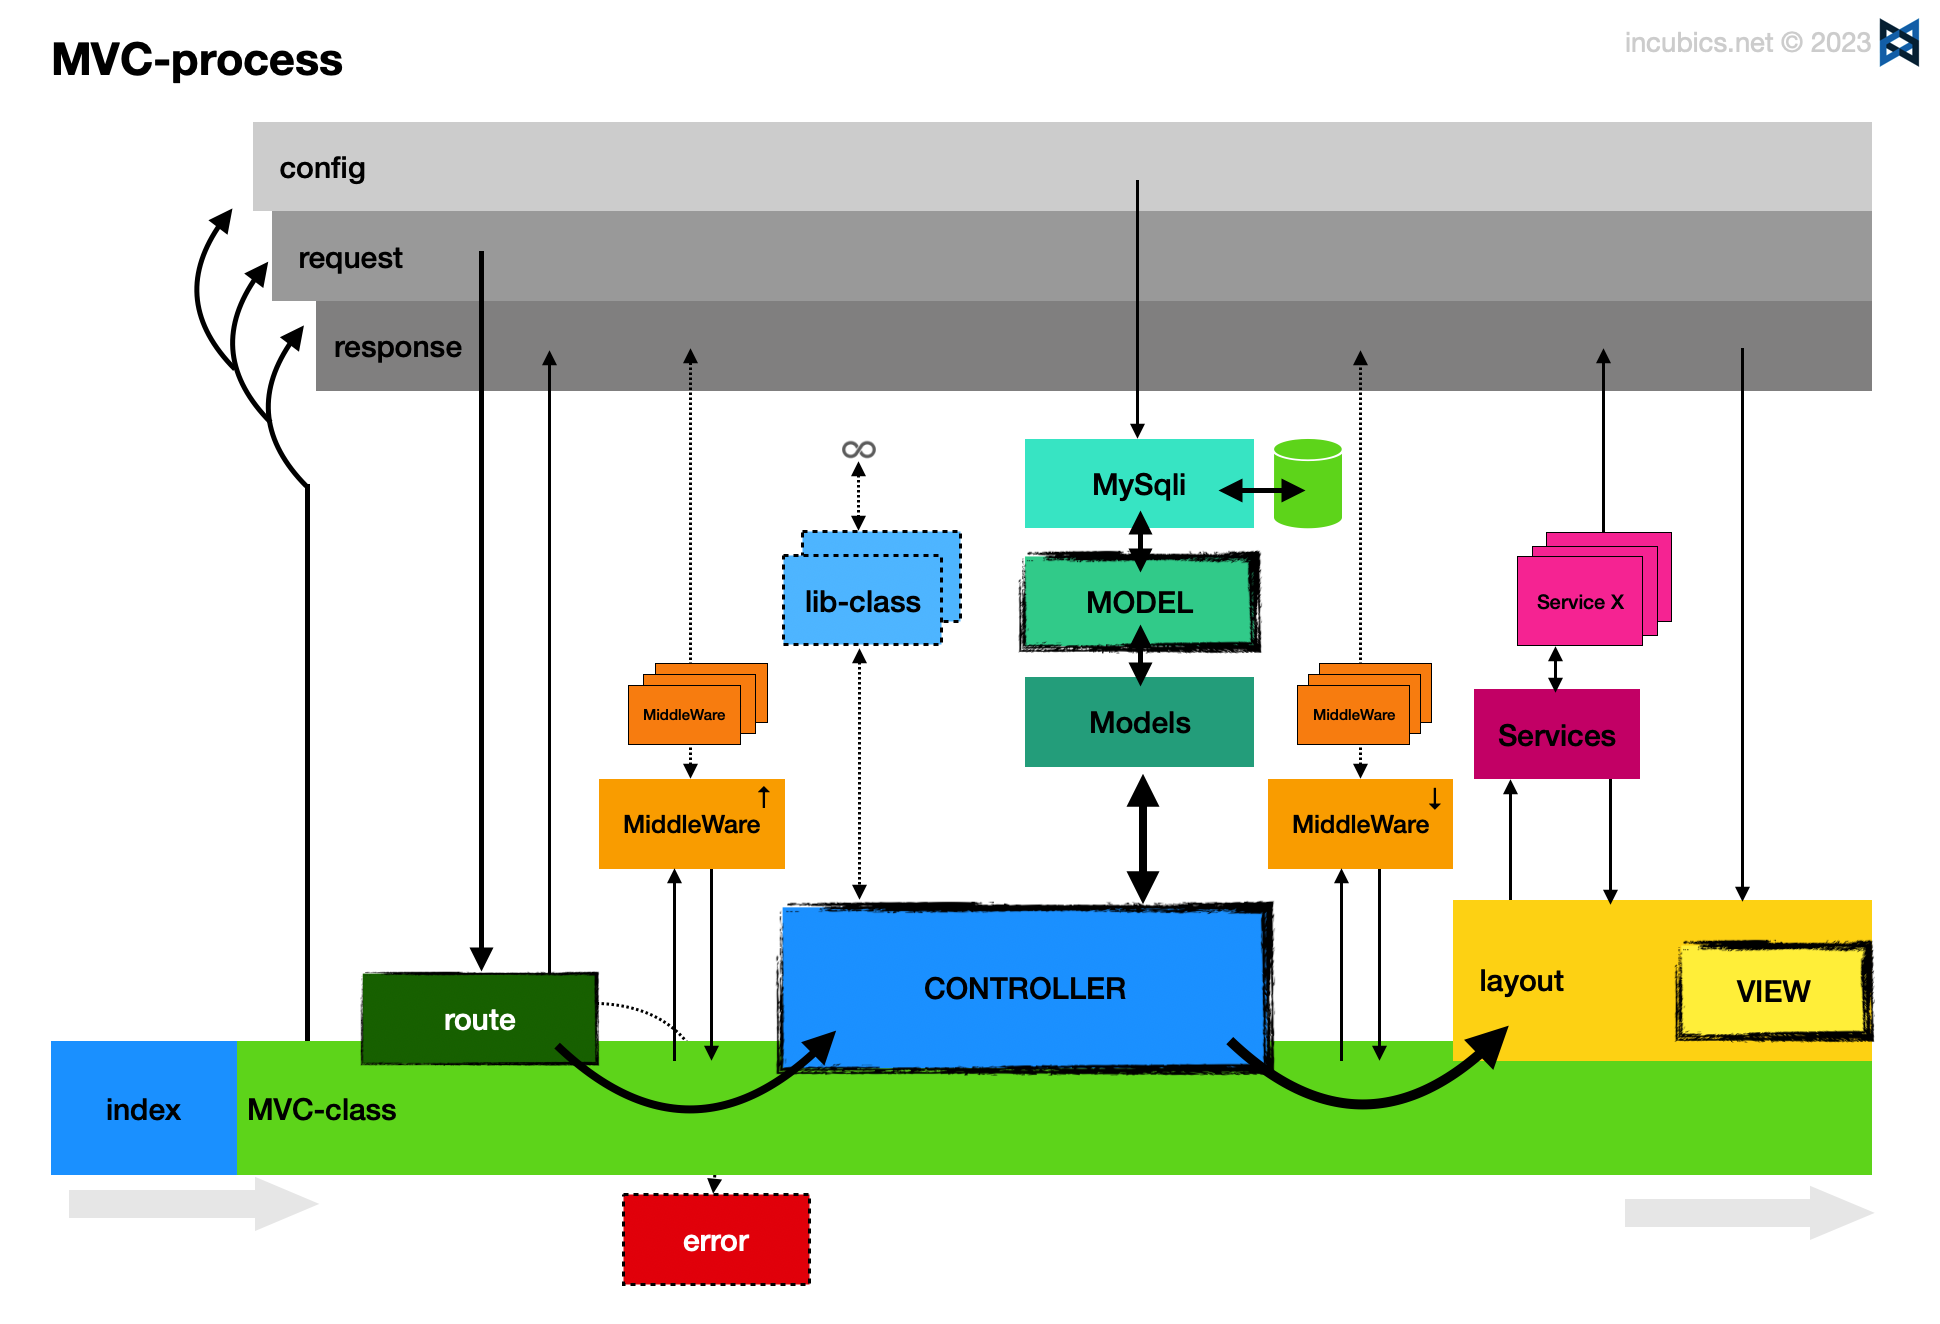 MVC-process
incubics.net © 2023
config
request
response
∞
MySqli
lib-class
MODEL
Service X
MiddleWare
Models
MiddleWare
Services
↑
MiddleWare
↓
MiddleWare
CONTROLLER
layout
VIEW
route
index
MVC-class
error